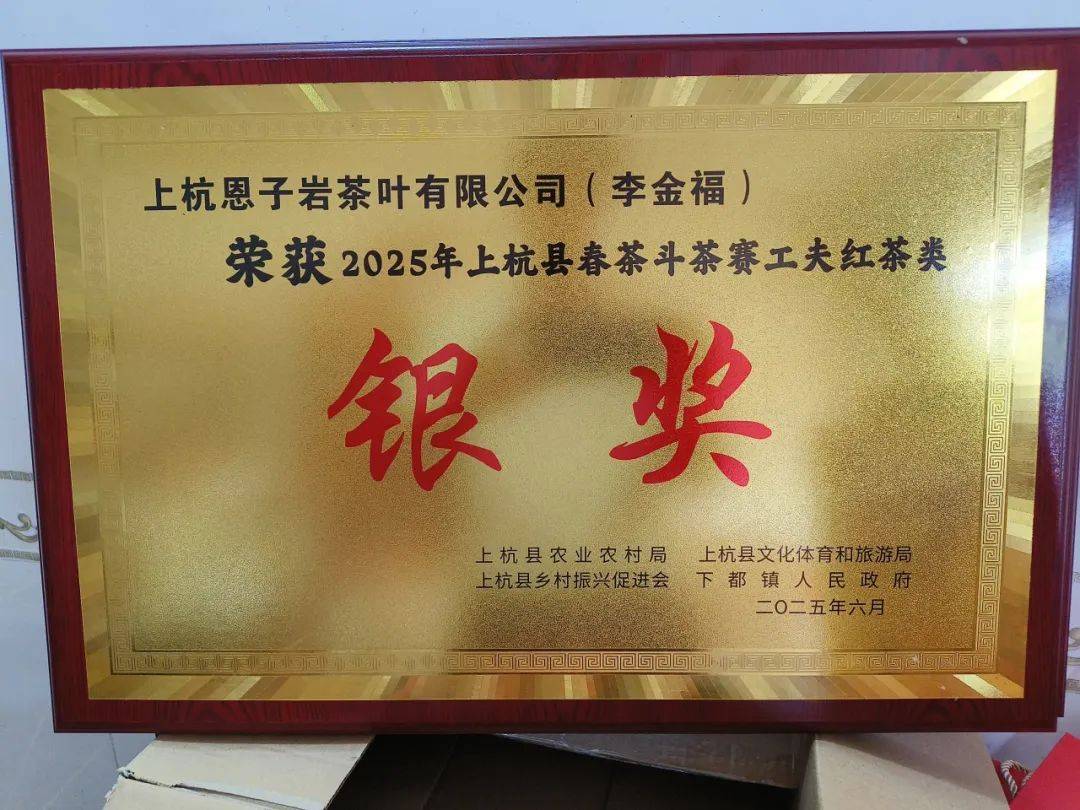 上杭恩子岩茶叶有限公司（李金福）
荣获2025年上杭县春茶斗茶赛工夫红茶类
银奖
上杭县农业农村局 上杭县文化体育和旅游局
上杭县乡村振兴促进会 下都镇人民政府
二〇二五年六月